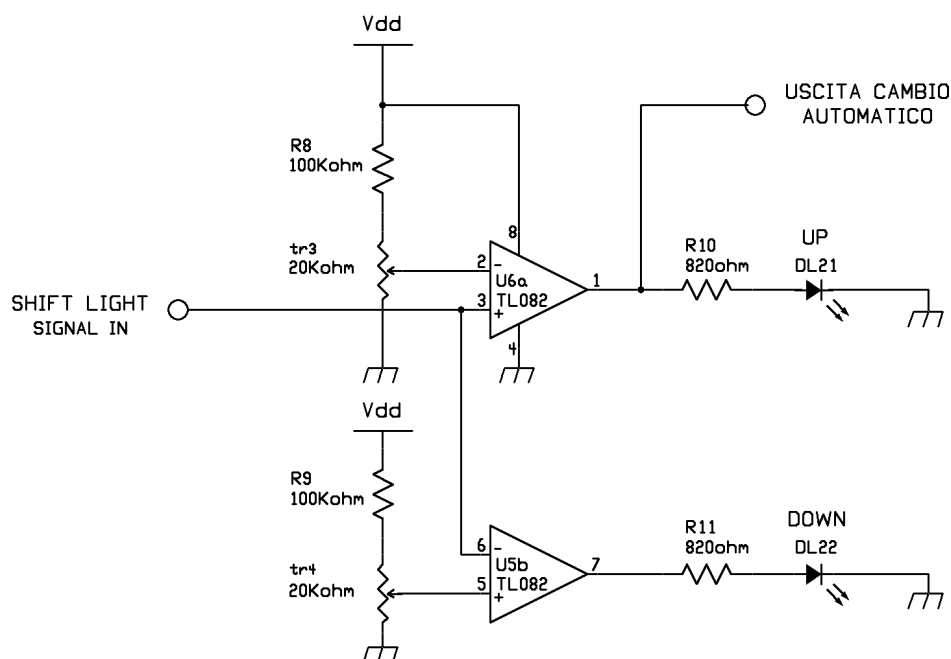 Vdd
USCITA CAMBIO
AUTOMATICO
R8
100Kohm
8
tr3
20Kohm
2
-
U6a
TL082
3
+
1
4
R10
820ohm
UP
DL21
SHIFT LIGHT
SIGNAL IN
Vdd
R9
100Kohm
tr4
20Kohm
6
-
U5b
TL082
5
+
7
R11
820ohm
DOWN
DL22